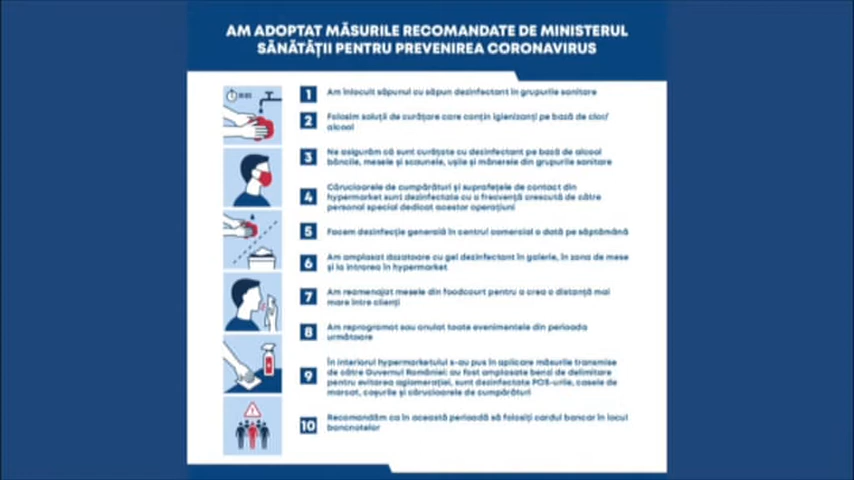 AM ADOPTAT MĂSURILE RECOMANDATE DE MINISTERUL
SĂNĂTĂȚII PENTRU PREVENIREA CORONAVIRUS
1 Am înlocuit săpunul cu săpun dezinfectant în grupurile sanitare
2 Folosim soluții de curățare care conțin igienizanți pe bază de clor/
alcool
3 Ne asigurăm că sunt curățate cu dezinfectant pe bază de alcool
băncile, mesele și scaunele, ușile și mânerele din grupurile sanitare
4 Cărucioarele de cumpărături și suprafețele de contact din
hypermarket sunt dezinfectate cu o frecvență crescută de către
personal special dedicat acestor operațiuni
5 Facem dezinfecție generală în centrul comercial o dată pe săptămână
6 Am amplasat dozatoare cu gel dezinfectant în galerie, în zona de mese
și la intrarea în hypermarket
7 Am reamenajat mesele din foodcourt pentru a crea o distanță mai
mare între clienți
8 Am reprogramat sau anulat toate evenimentele din perioada
următoare
9 În interiorul hypermarketului s-au pus în aplicare măsurile transmise
de către Guvernul României: au fost amplasate benzi de delimitare
pentru evitarea aglomerației, sunt dezinfectate POS-urile, casele de
marcat, coșurile și cărucioarele de cumpărături
10 Recomandăm ca în această perioadă să folosiți cardul bancar în locul
bancnotelor